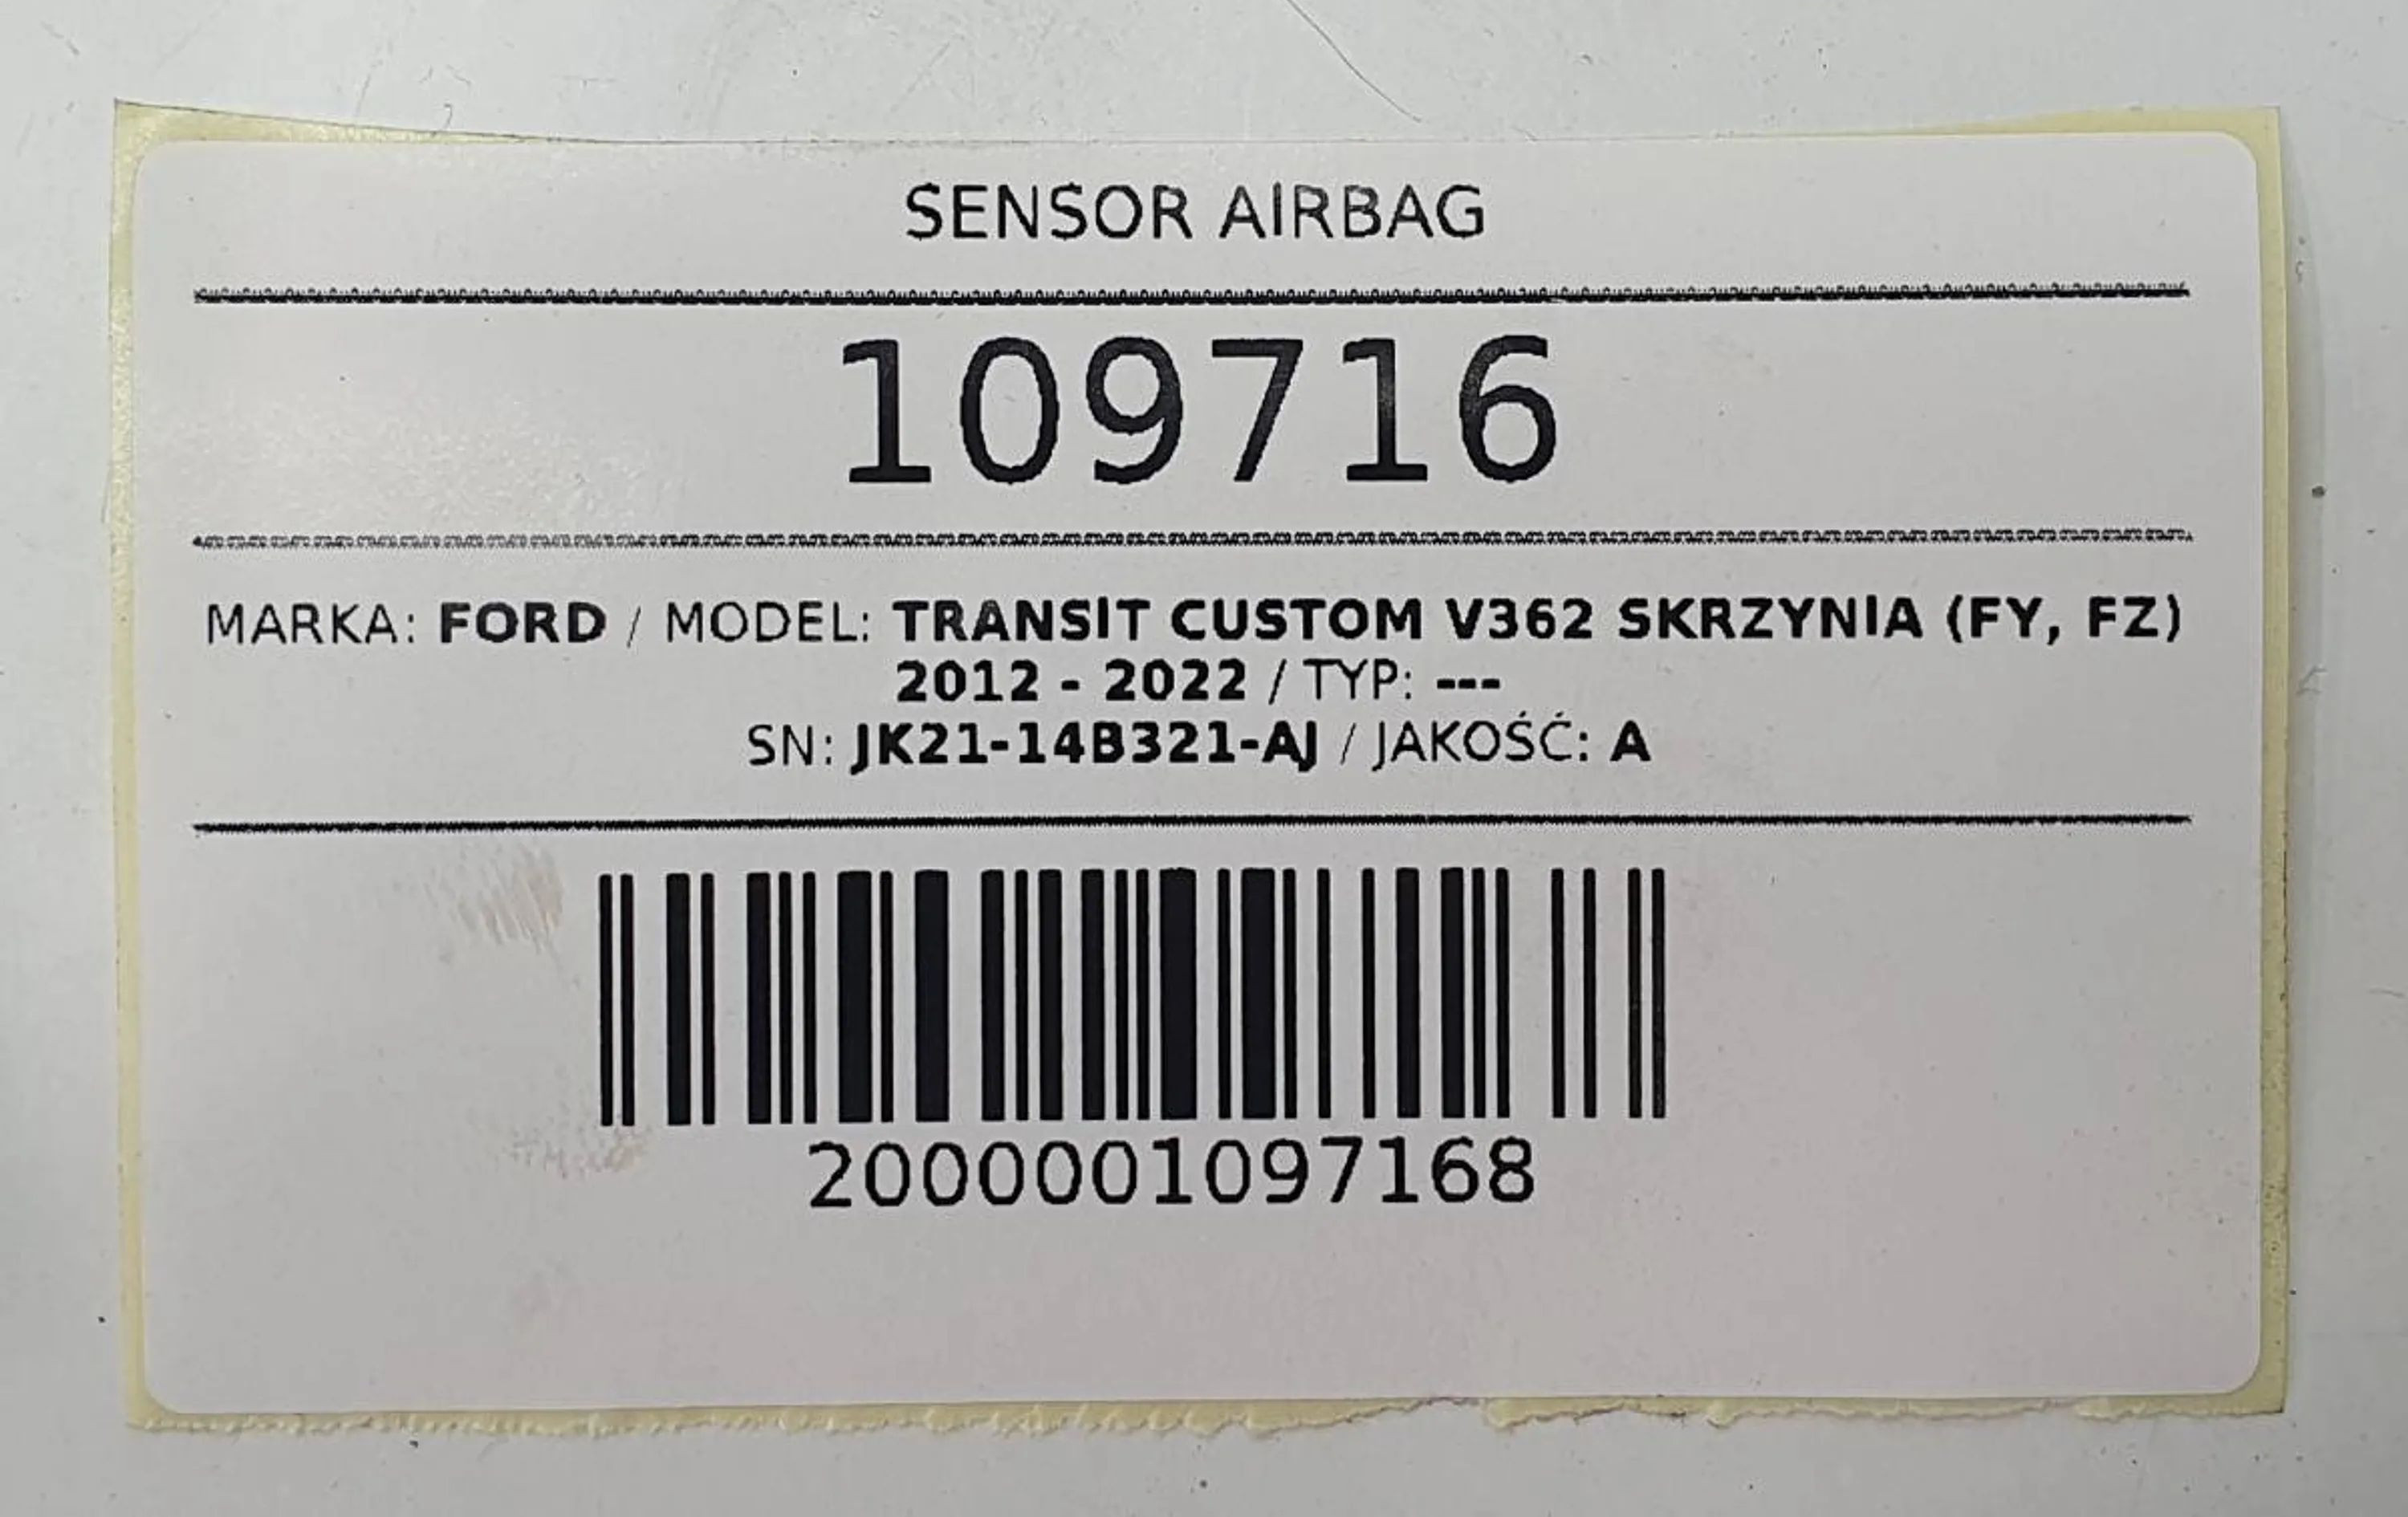 SENSOR AIRBAG
109716
MARKA: FORD / MODEL: TRANSIT CUSTOM V362 SKRZYNIA (FY, FZ)
2012 - 2022 / TYP: ---
SN: JK21-14B321-AJ / JAKOŚĆ: A
2000001097168